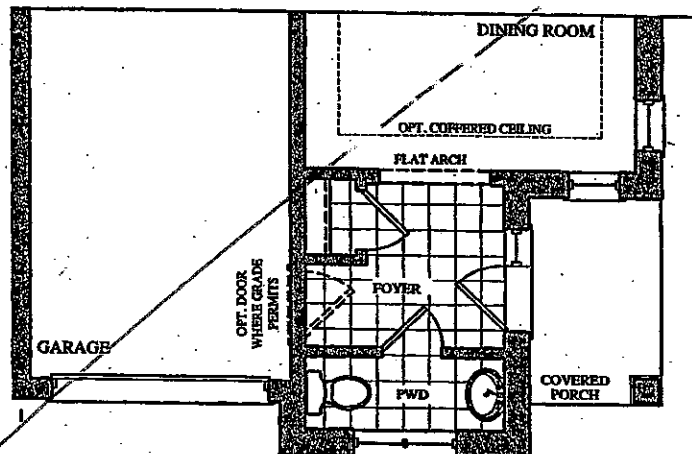 DINING ROOM
OPT. COFFERED CEILING
FLAT ARCH
OPT. DOOR
WHERE GRADE
PERMITS
FOYER
GARAGE
PWD
COVERED
PORCH